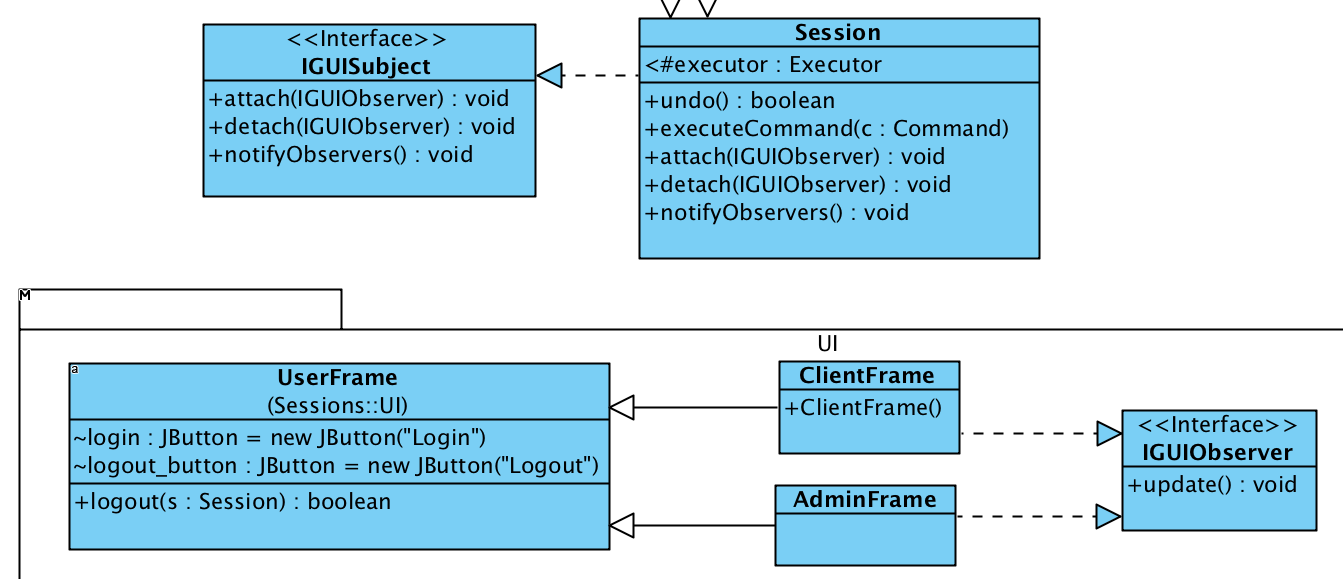 <<Interface>>
IGUISubject
+attach(IGUIObserver) : void
+detach(IGUIObserver) : void
+notifyObservers() : void
Session
<#executor : Executor
+undo() : boolean
+executeCommand(c : Command)
+attach(IGUIObserver) : void
+detach(IGUIObserver) : void
+notifyObservers() : void
M
UI
a
UserFrame
(Sessions::UI)
~login : JButton = new JButton("Login")
~logout_button : JButton = new JButton("Logout")
+logout(s : Session) : boolean
ClientFrame
+ClientFrame()
AdminFrame
<<Interface>>
IGUIObserver
+update() : void